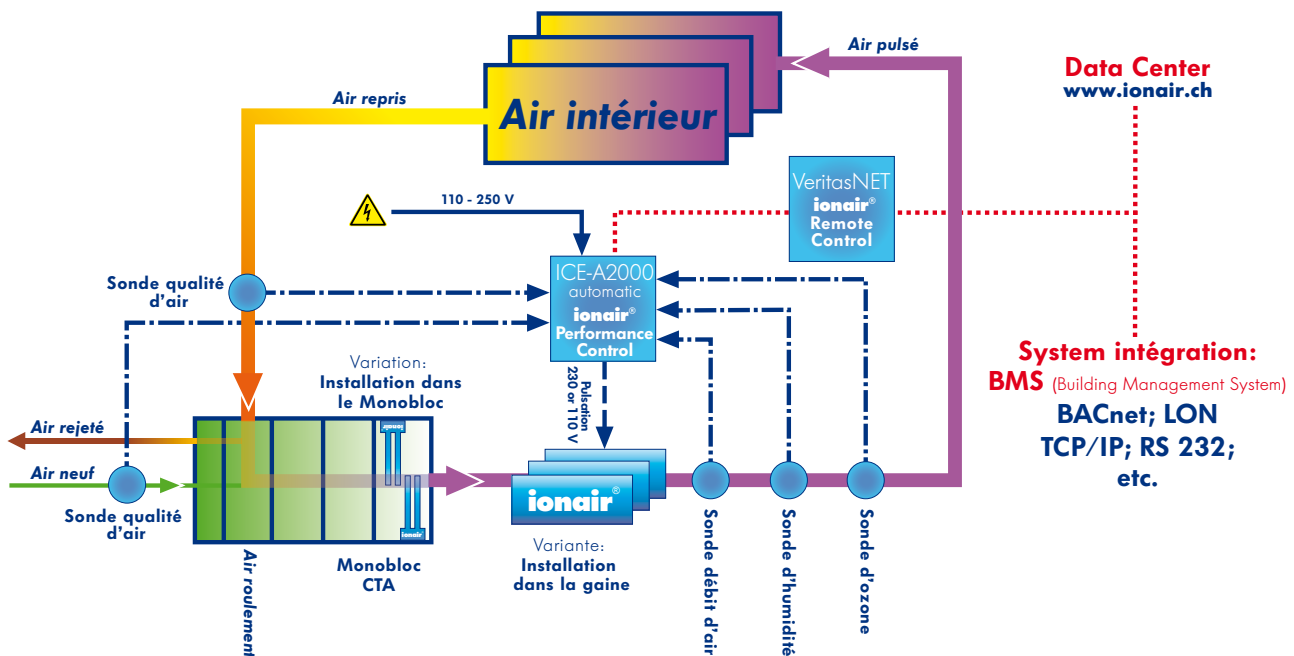 Air pulsé
Data Center
www.ionair.ch
Air repris
Air intérieur
VeritasNET
ionair®
Remote
Control
110 - 250 V
ICE-A2000
automatic
ionair®
Performance
Control
Sonde qualité
d'air
Variation:
Installation dans
le Monobloc
Pulsation
230 or 110 V
System intégration:
BMS (Building Management System)
BACnet; LON
TCP/IP; RS 232;
etc.
Air rejeté
Air neuf
Sonde qualité
d'air
ionair
ionair
ionair®
Monobloc
CTA
Variante:
Installation
dans la gaine
Air roulement
Sonde débit d'air
Sonde d'humidité
Sonde d'ozone